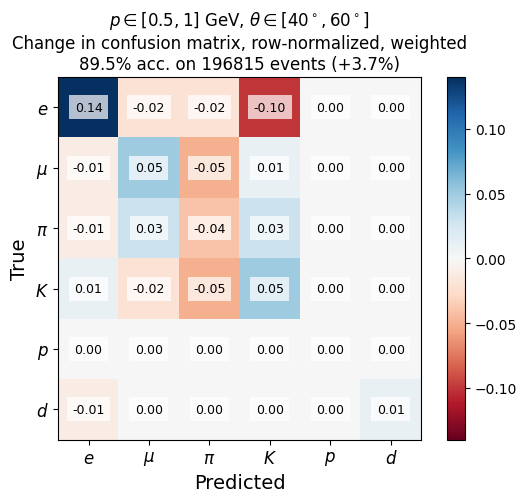 p ∈ [0.5, 1] GeV, θ ∈ [40°, 60°]
Change in confusion matrix, row-normalized, weighted
89.5% acc. on 196815 events (+3.7%)
e 0.14 -0.02 -0.02 -0.10 0.00 0.00
μ -0.01 0.05 -0.05 0.01 0.00 0.00
π -0.01 0.03 -0.04 0.03 0.00 0.00
K 0.01 -0.02 -0.05 0.05 0.00 0.00
p 0.00 0.00 0.00 0.00 0.00 0.00
d -0.01 0.00 0.00 0.00 0.00 0.01
e μ π K p d
Predicted
True
0.10
0.05
0.00
−0.05
−0.10